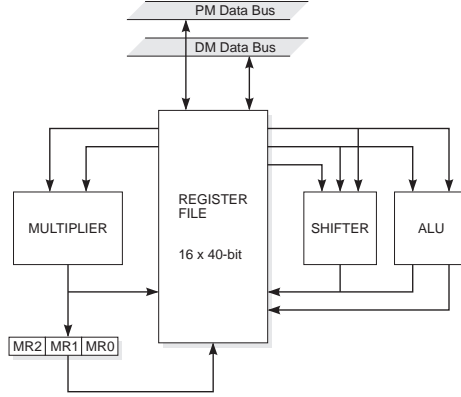 PM Data Bus
DM Data Bus
REGISTER
FILE
16 x 40-bit
MULTIPLIER
SHIFTER
ALU
MR2 MR1 MR0